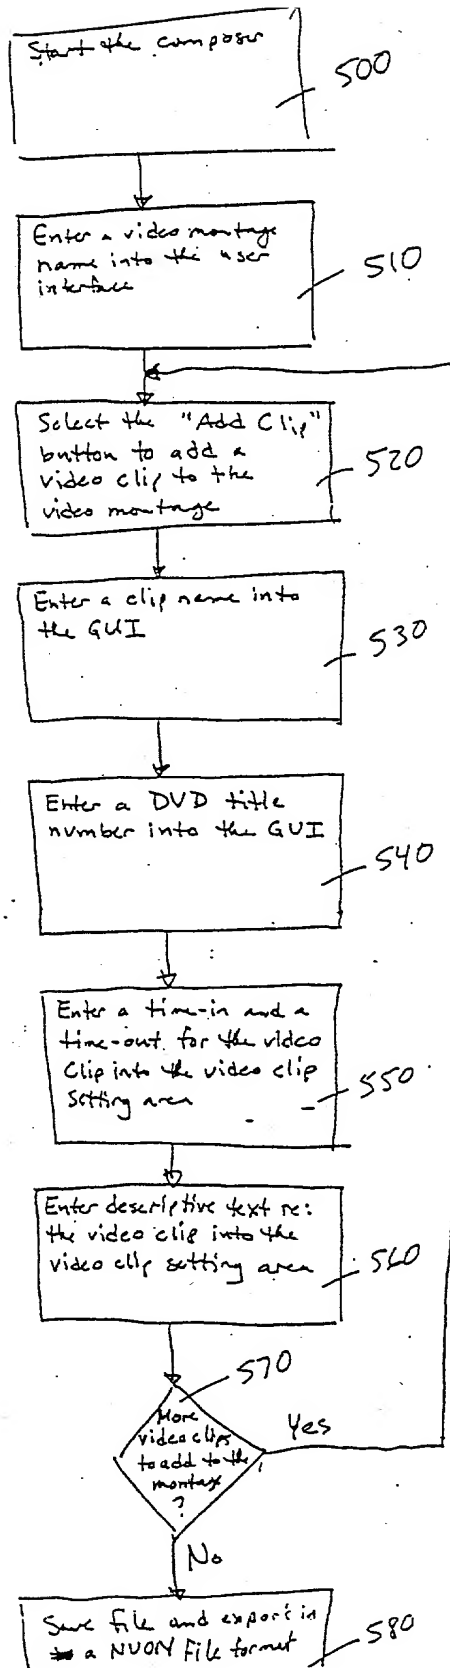 Start the composer
500
Enter a video montage
name into the user
interface
510
Select the "Add Clip"
button to add a
video clip to the
video montage
520
Enter a clip name into
the GUI
530
Enter a DVD title
number into the GUI
540
Enter a time-in and a
time-out for the video
Clip into the video clip
setting area
550
Enter descriptive text re:
the video clip into the
video clip setting area
560
570
More
video clips
to add to the
montage
?
Yes
No
Save file and export in
a NUON file format
580